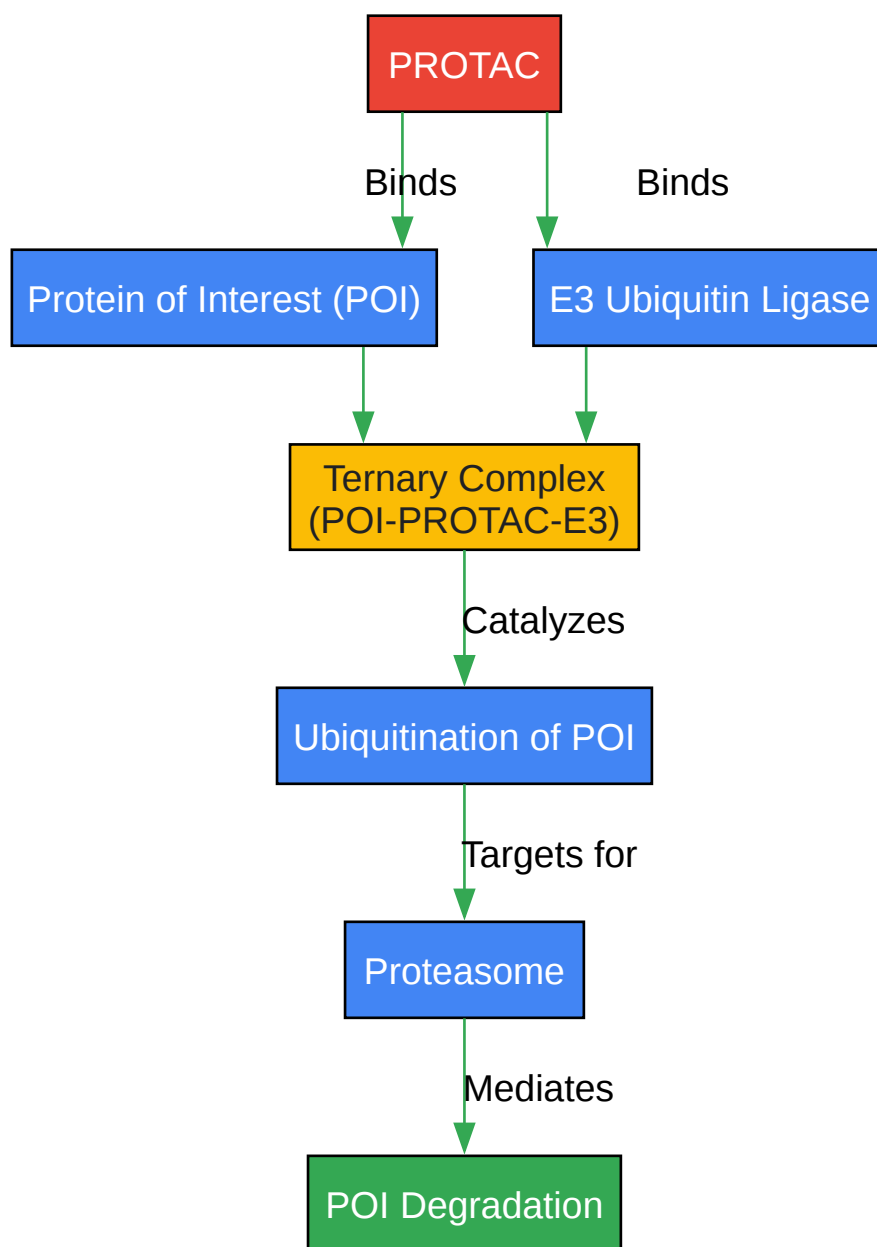 PROTAC
Binds
Binds
Protein of Interest (POI)
E3 Ubiquitin Ligase
Ternary Complex
(POI-PROTAC-E3)
Catalyzes
Ubiquitination of POI
Targets for
Proteasome
Mediates
POI Degradation